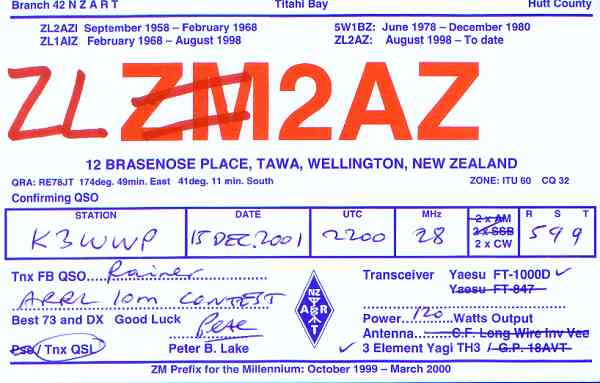 Branch 42 N Z A R T Titahi Bay Hutt County
ZL2AZI September 1958 – February 1968 5W1BZ: June 1978 – December 1980
ZL1AIZ February 1968 – August 1998 ZL2AZ: August 1998 – To date
ZL ZM2AZ
12 BRASENOSE PLACE, TAWA, WELLINGTON, NEW ZEALAND
QRA: RE78JT 174deg. 49min. East 41deg. 11 min. South ZONE: ITU 60 CQ 32
Confirming QSO
STATION DATE UTC MHz 2 x AM R S T
2 x SSB
K3WWP 15 DEC. 2001 2200 28 2 x CW 5 9 9
Tnx FB QSO.....Rainer Transceiver Yaesu FT-1000D ✓
ARRL 10m CONTEST Yaesu FT-847
Best 73 and DX Good Luck Pete NZ ART Power..120..Watts Output
Antenna.......C.F. Long Wire Inv Vee
Pse / Tnx QSL Peter B. Lake ✓ 3 Element Yagi TH3 / G.P. 18AVT
ZM Prefix for the Millennium: October 1999 – March 2000